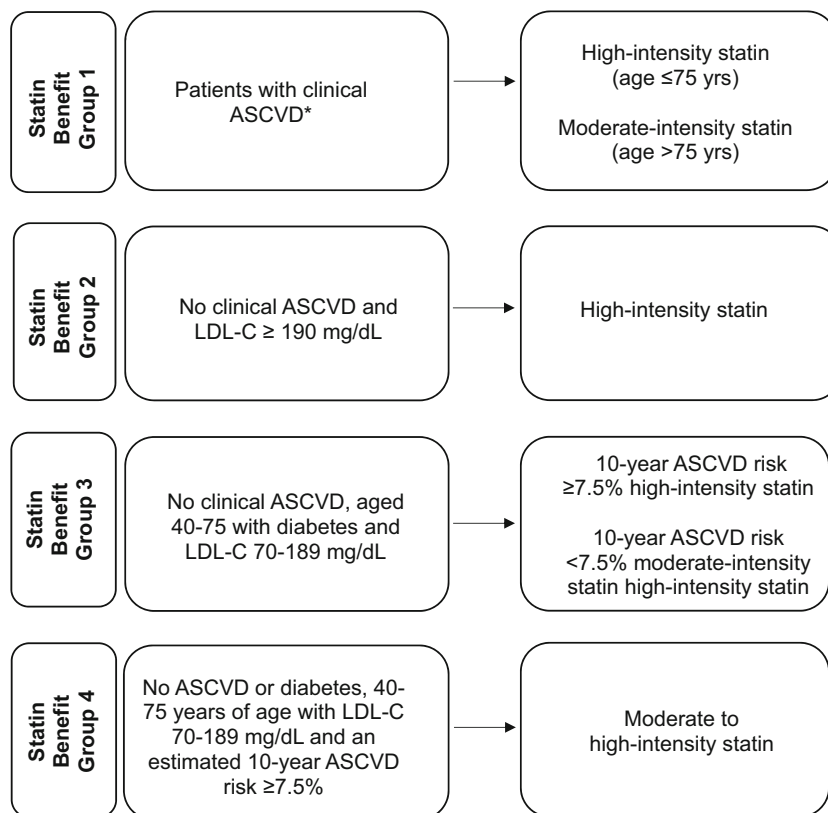 Statin
Benefit
Group 1
Patients with clinical
ASCVD*
High-intensity statin
(age ≤75 yrs)
Moderate-intensity statin
(age >75 yrs)
Statin
Benefit
Group 2
No clinical ASCVD and
LDL-C ≥ 190 mg/dL
High-intensity statin
Statin
Benefit
Group 3
No clinical ASCVD, aged
40-75 with diabetes and
LDL-C 70-189 mg/dL
10-year ASCVD risk
≥7.5% high-intensity statin
10-year ASCVD risk
<7.5% moderate-intensity
statin high-intensity statin
Statin
Benefit
Group 4
No ASCVD or diabetes, 40-
75 years of age with LDL-C
70-189 mg/dL and an
estimated 10-year ASCVD
risk ≥7.5%
Moderate to
high-intensity statin